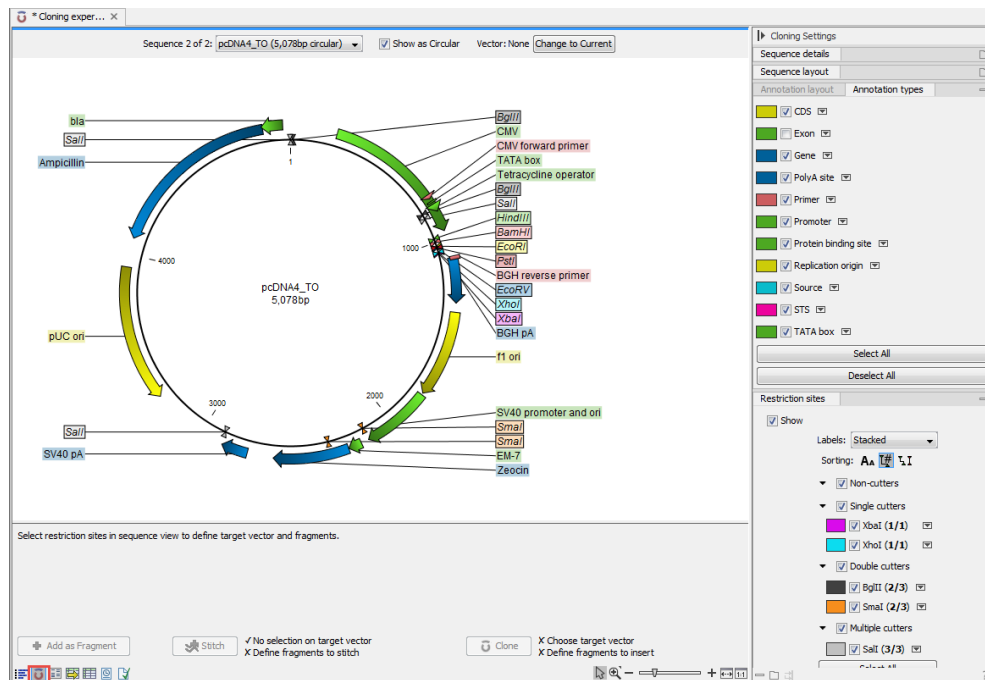 * Cloning exper...
Sequence 2 of 2: pcDNA4_TO (5,078bp circular)
Show as Circular
Vector: None
Change to Current
bla
SalI
Ampicillin
pUC ori
SalI
SV40 pA
1
1000
2000
3000
4000
pcDNA4_TO
5,078bp
BglII
CMV
CMV forward primer
TATA box
Tetracycline operator
BglII
SalI
HindIII
BamHI
EcoRI
PstI
BGH reverse primer
EcoRV
XhoI
XbaI
BGH pA
f1 ori
SV40 promoter and ori
SmaI
SmaI
EM-7
Zeocin
Select restriction sites in sequence view to define target vector and fragments.
Add as Fragment
Stitch
✓ No selection on target vector
X Define fragments to stitch
Clone
X Choose target vector
X Define fragments to insert
1:1
Cloning Settings
Sequence details
Sequence layout
Annotation layout
Annotation types
CDS
Exon
Gene
PolyA site
Primer
Promoter
Protein binding site
Replication origin
Source
STS
TATA box
Select All
Deselect All
Restriction sites
Show
Labels: Stacked
Sorting:
Non-cutters
Single cutters
XbaI (1/1)
XhoI (1/1)
Double cutters
BglII (2/3)
SmaI (2/3)
Multiple cutters
SalI (3/3)